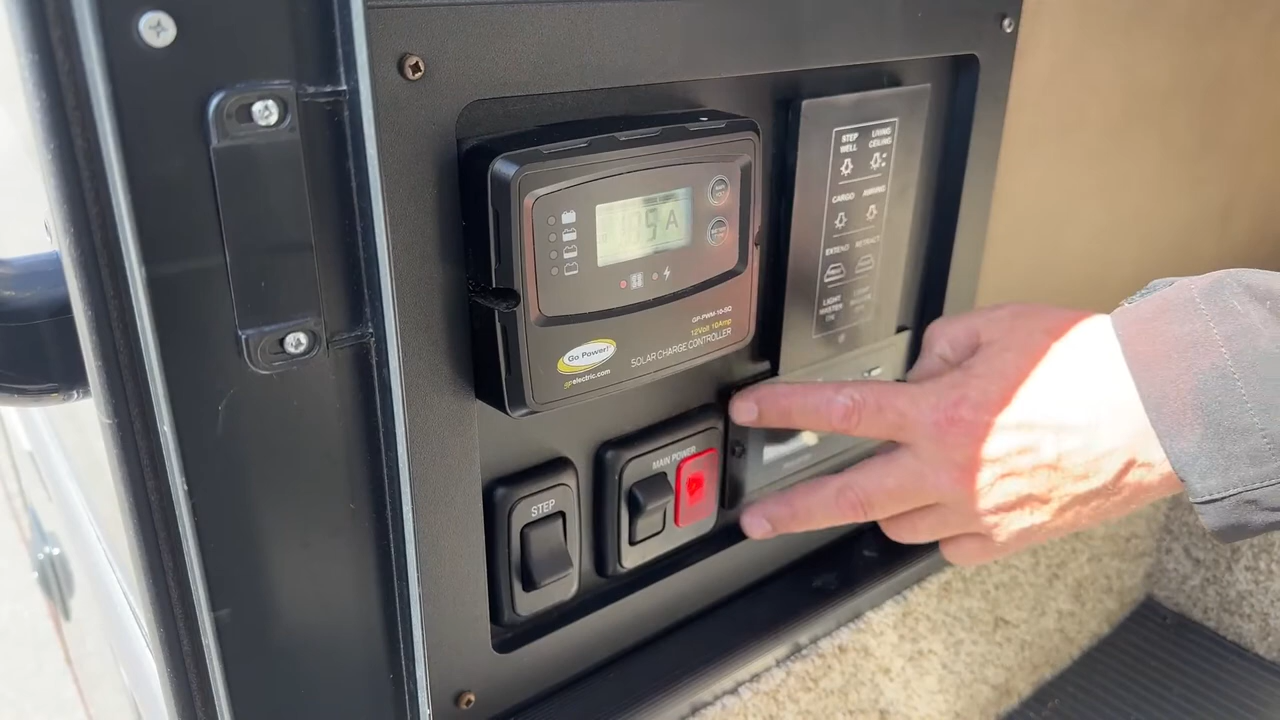 STEP WELL
LIVING CEILING
CARGO
AWNING
EXTEND
RETRACT
LIGHT MASTER
A
GP-PWM-10-SQ
12Volt 10Amp
SOLAR CHARGE CONTROLLER
Go Power!
gpelectric.com
MAIN POWER
STEP